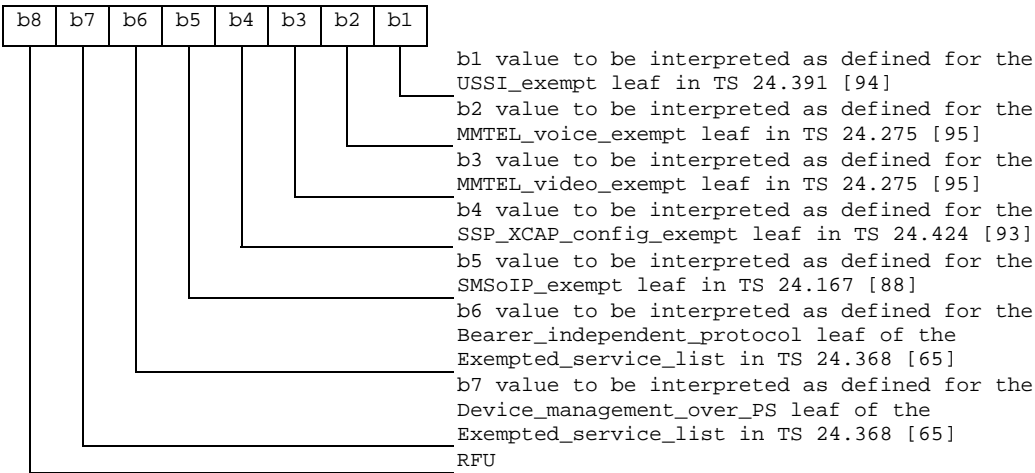 b8 b7 b6 b5 b4 b3 b2 b1
b1 value to be interpreted as defined for the
USSI_exempt leaf in TS 24.391 [94]
b2 value to be interpreted as defined for the
MMTEL_voice_exempt leaf in TS 24.275 [95]
b3 value to be interpreted as defined for the
MMTEL_video_exempt leaf in TS 24.275 [95]
b4 value to be interpreted as defined for the
SSP_XCAP_config_exempt leaf in TS 24.424 [93]
b5 value to be interpreted as defined for the
SMSoIP_exempt leaf in TS 24.167 [88]
b6 value to be interpreted as defined for the
Bearer_independent_protocol leaf of the
Exempted_service_list in TS 24.368 [65]
b7 value to be interpreted as defined for the
Device_management_over_PS leaf of the
Exempted_service_list in TS 24.368 [65]
RFU